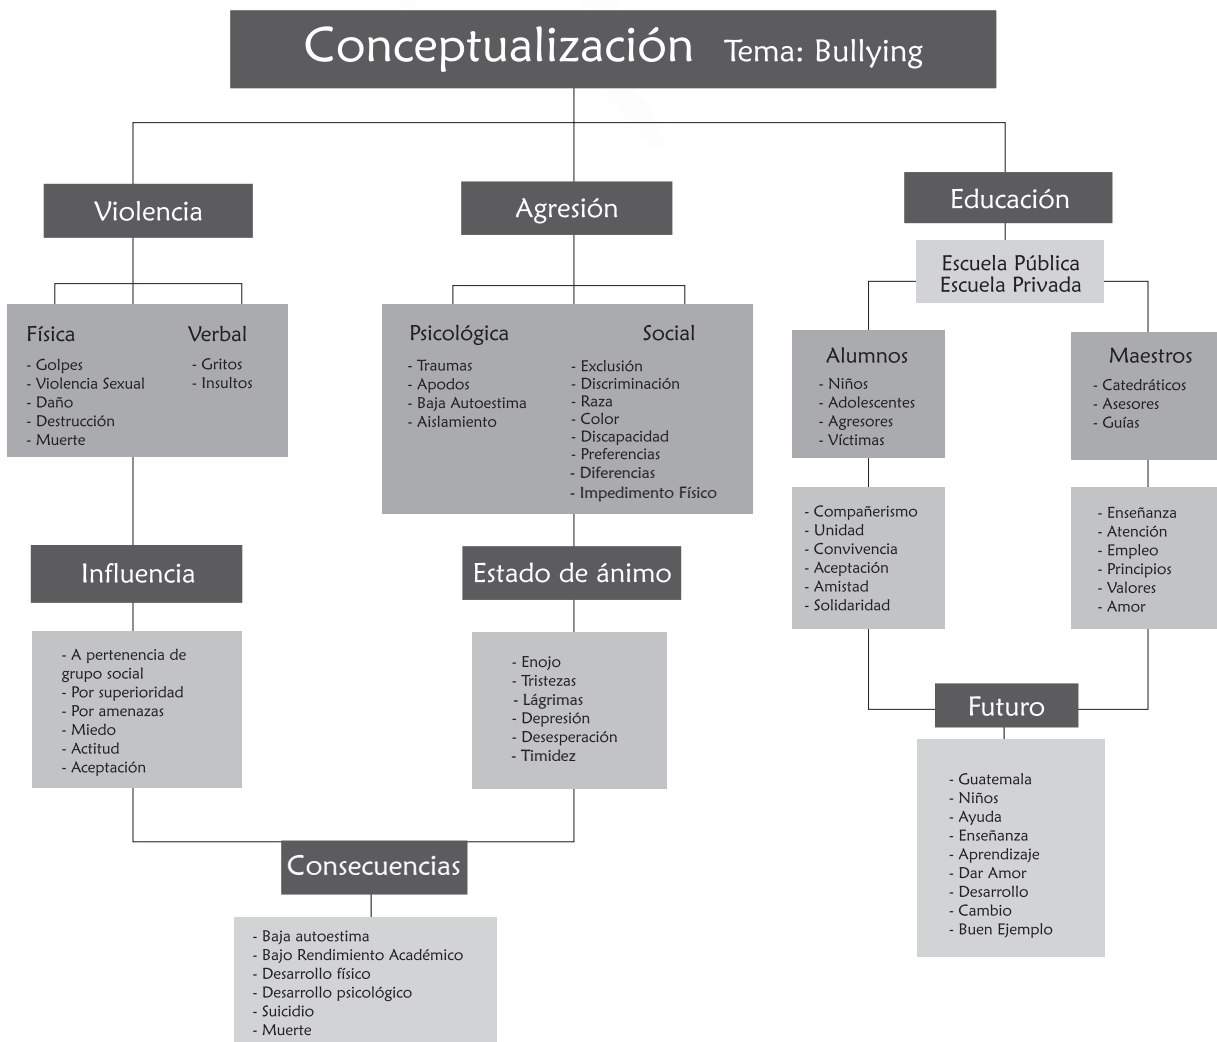 Conceptualización Tema: Bullying
Violencia
Física
- Golpes
- Violencia Sexual
- Daño
- Destrucción
- Muerte
Verbal
- Gritos
- Insultos
Influencia
- A pertenencia de
grupo social
- Por superioridad
- Por amenazas
- Miedo
- Actitud
- Aceptación
Agresión
Psicológica
- Traumas
- Apodos
- Baja Autoestima
- Aislamiento
Social
- Exclusión
- Discriminación
- Raza
- Color
- Discapacidad
- Preferencias
- Diferencias
- Impedimento Físico
Estado de ánimo
- Enojo
- Tristezas
- Lágrimas
- Depresión
- Desesperación
- Timidez
Consecuencias
- Baja autoestima
- Bajo Rendimiento Académico
- Desarrollo físico
- Desarrollo psicológico
- Suicidio
- Muerte
Educación
Escuela Pública
Escuela Privada
Alumnos
- Niños
- Adolescentes
- Agresores
- Víctimas
- Compañerismo
- Unidad
- Convivencia
- Aceptación
- Amistad
- Solidaridad
Maestros
- Catedráticos
- Asesores
- Guías
- Enseñanza
- Atención
- Empleo
- Principios
- Valores
- Amor
Futuro
- Guatemala
- Niños
- Ayuda
- Enseñanza
- Aprendizaje
- Dar Amor
- Desarrollo
- Cambio
- Buen Ejemplo